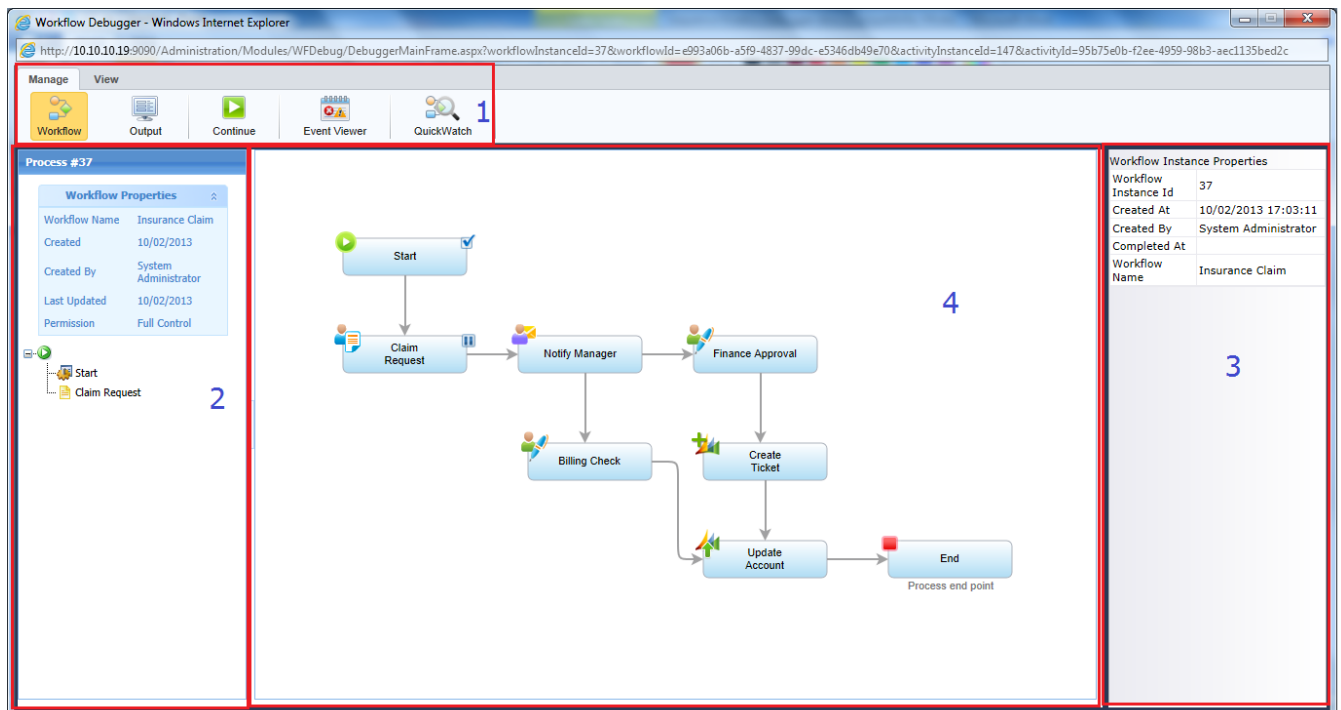 Workflow Debugger - Windows Internet Explorer
http://10.10.10.19:9090/Administration/Modules/WFDebug/DebuggerMainFrame.aspx?workflowInstanceId=37&workflowId=e993a06b-a5f9-4837-99dc-e5346db49e70&activityInstanceId=147&activityId=95b75e0b-f2ee-4959-98b3-aec1135bed2c
Manage View
Workflow Output Continue Event Viewer QuickWatch
1
Process #37
Workflow Properties
Workflow Name Insurance Claim
Created 10/02/2013
Created By System
Administrator
Last Updated 10/02/2013
Permission Full Control
Start
Claim Request
2
Start
Claim
Request
Notify Manager
Finance Approval
Billing Check
Create
Ticket
Update
Account
End
Process end point
4
Workflow Instance Properties
Workflow
Instance Id 37
Created At 10/02/2013 17:03:11
Created By System Administrator
Completed At
Workflow
Name Insurance Claim
3